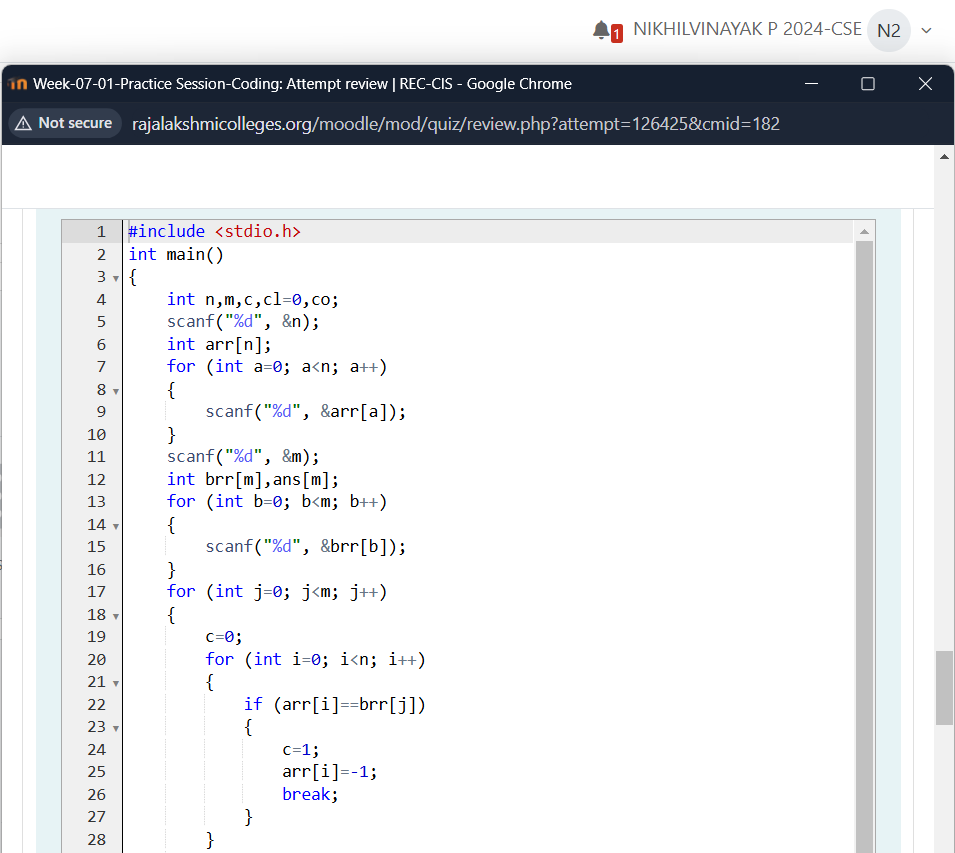 1 NIKHILVINAYAK P 2024-CSE N2
Week-07-01-Practice Session-Coding: Attempt review | REC-CIS - Google Chrome
Not secure rajalakshmicolleges.org/moodle/mod/quiz/review.php?attempt=126425&cmid=182
1 #include <stdio.h>
2 int main()
3 {
4     int n,m,c,cl=0,co;
5     scanf("%d", &n);
6     int arr[n];
7     for (int a=0; a<n; a++)
8     {
9         scanf("%d", &arr[a]);
10     }
11     scanf("%d", &m);
12     int brr[m],ans[m];
13     for (int b=0; b<m; b++)
14     {
15         scanf("%d", &brr[b]);
16     }
17     for (int j=0; j<m; j++)
18     {
19         c=0;
20         for (int i=0; i<n; i++)
21         {
22             if (arr[i]==brr[j])
23             {
24                 c=1;
25                 arr[i]=-1;
26                 break;
27             }
28         }